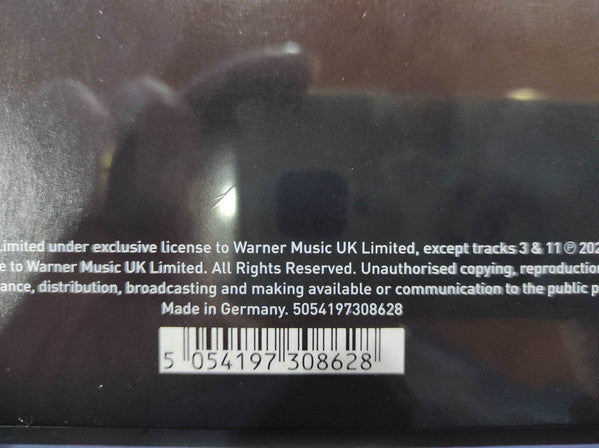 Limited under exclusive license to Warner Music UK Limited, except tracks 3 & 11 ℗ 202
e to Warner Music UK Limited. All Rights Reserved. Unauthorised copying, reproduction
ance, distribution, broadcasting and making available or communication to the public p
Made in Germany. 5054197308628
5 054197 308628